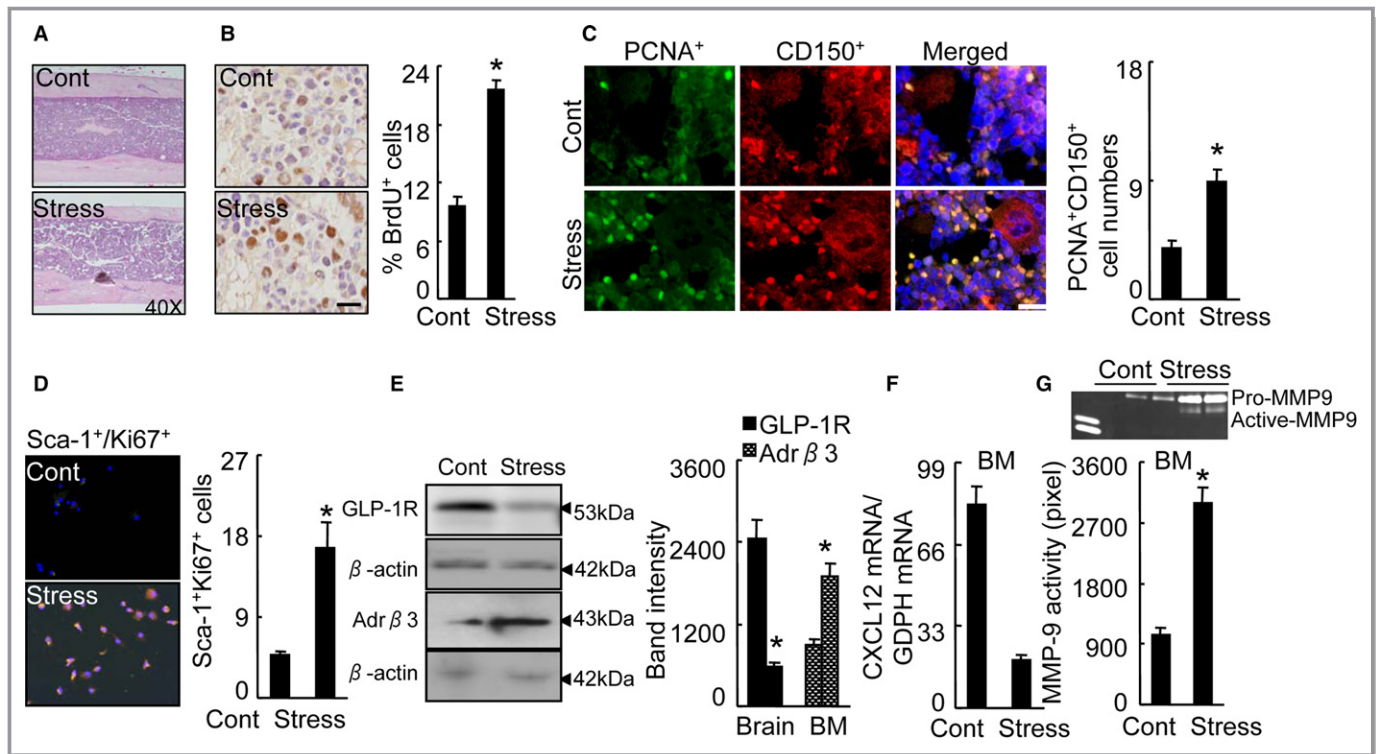 A
Cont
Stress
40X
B
Cont
Stress
% BrdU⁺ cells
24
18
12
6
0
*
Cont Stress
C
PCNA⁺ CD150⁺ Merged
Cont
Stress
PCNA⁺CD150⁺
cell numbers
18
9
0
*
Cont
Stress
D
Sca-1⁺/Ki67⁺
Cont
Stress
Sca-1⁺Ki67⁺ cells
27
18
9
0
*
Cont Stress
E
Cont Stress
GLP-1R 53kDa
β-actin 42kDa
Adrβ3 43kDa
β-actin 42kDa
GLP-1R
Adrβ3
Band intensity
3600
2400
1200
0
*
*
Brain BM
F
BM
CXCL12 mRNA/
GDPH mRNA
99
66
33
0
Cont
Stress
G
Cont Stress
Pro-MMP9
Active-MMP9
BM
MMP-9 activity (pixel)
3600
2700
1800
900
0
*
Cont
Stress